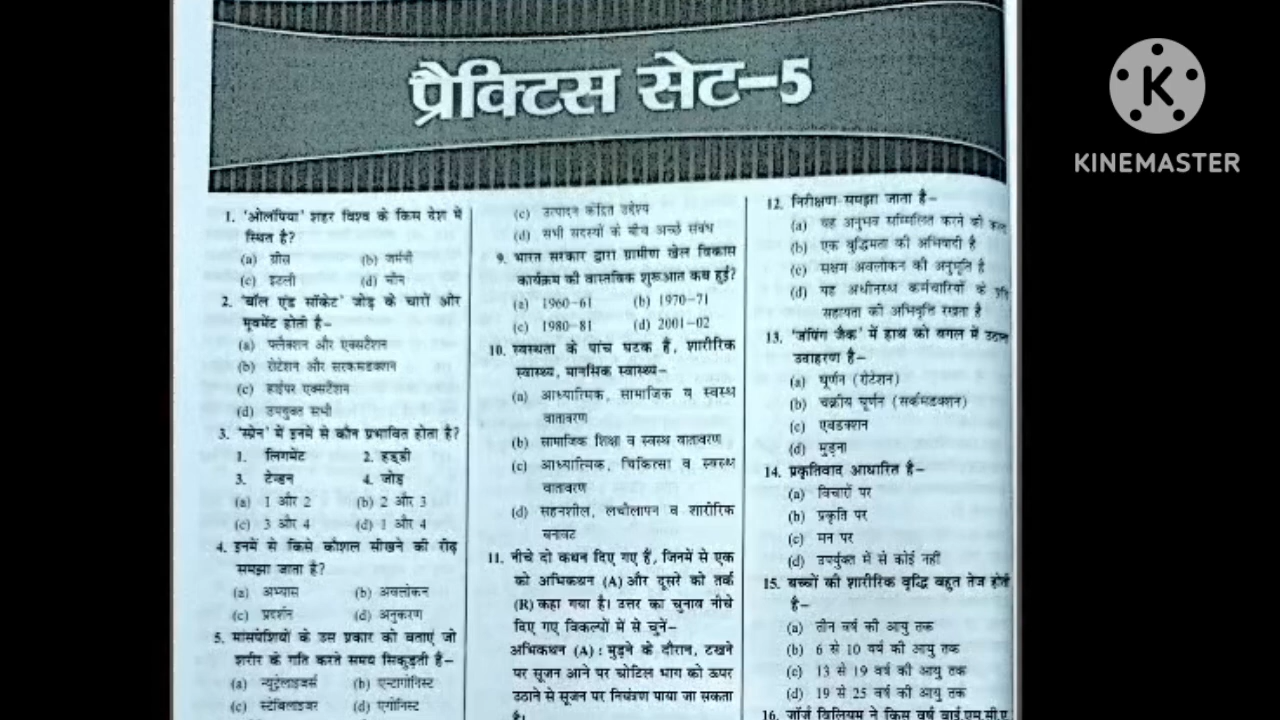 प्रैक्टिस सेट–5
KINEMASTER
1. 'ओलंपिया' शहर विश्व के किस देश में
स्थित है?
(a) ग्रीस (b) जर्मनी
(c) इटली (d) चीन
2. 'बॉल एंड सॉकेट' जोड़ के चारों ओर
मूवमेंट होती है–
(a) फ्लेक्शन और एक्सटेंशन
(b) रोटेशन और सरकमडक्शन
(c) हाईपर एक्सटेंशन
(d) उपर्युक्त सभी
3. 'स्प्रेन' में इनमें से कौन प्रभावित होता है?
1. लिगमेंट 2. हड्डी
3. टेन्डन 4. जोड़
(a) 1 और 2 (b) 2 और 3
(c) 3 और 4 (d) 1 और 4
4. इनमें से किसे कौशल सीखने की रीढ़
समझा जाता है?
(a) अभ्यास (b) अवलोकन
(c) प्रदर्शन (d) अनुकरण
5. मांसपेशियों के उस प्रकार को बताएं जो
शरीर के गति करते समय सिकुड़ती है–
(a) न्यूट्रेलाइजर्स (b) एन्टागोनिस्ट
(c) स्टेबिलाइजर (d) एगोनिस्ट
(c) उत्पादन केंद्रित उद्देश्य
(d) सभी सदस्यों के बीच अच्छे संबंध
9. भारत सरकार द्वारा ग्रामीण खेल विकास
कार्यक्रम की वास्तविक शुरूआत कब हुई?
(a) 1960–61 (b) 1970–71
(c) 1980–81 (d) 2001–02
10. स्वस्थता के पांच घटक हैं, शारीरिक
स्वास्थ्य, मानसिक स्वास्थ्य–
(a) आध्यात्मिक, सामाजिक व स्वस्थ
वातावरण
(b) सामाजिक शिक्षा व स्वस्थ वातावरण
(c) आध्यात्मिक, चिकित्सा व स्वस्थ
वातावरण
(d) सहनशील, लचीलापन व शारीरिक
बनावट
11. नीचे दो कथन दिए गए हैं, जिनमें से एक
को अभिकथन (A) और दूसरे को तर्क
(R) कहा गया है। उत्तर का चुनाव नीचे
दिए गए विकल्पों में से चुनें–
अभिकथन (A) : मुड़ने के दौरान, टखने
पर सूजन आने पर चोटिल भाग को ऊपर
उठाने से सूजन पर नियंत्रण पाया जा सकता
है।
12. निरीक्षण समझा जाता है–
(a) वह अनुभव सम्मिलित करने की
(b) एक बुद्धिमता की अभिवादी है
(c) सक्षम अवलोकन की अनुभूति है
(d) यह अधीनस्थ कर्मचारियों के
सहायता की अभिवृत्ति रखता है
13. 'जंपिंग जैक' में हाथ को बगल में
उदाहरण है–
(a) घूर्णन (रोटेशन)
(b) चक्रीय घूर्णन (सर्कमडक्शन)
(c) एबडक्शन
(d) मुड़ना
14. प्रकृतिवाद आधारित है–
(a) विचारों पर
(b) प्रकृति पर
(c) मन पर
(d) उपर्युक्त में से कोई नहीं
15. बच्चों की शारीरिक वृद्धि बहुत तेज होती
है–
(a) तीन वर्ष की आयु तक
(b) 6 से 10 वर्ष की आयु तक
(c) 13 से 19 वर्ष की आयु तक
(d) 19 से 25 वर्ष की आयु तक
16. जॉर्ज विलियम ने किस वर्ष वाई.एम.सी.ए.